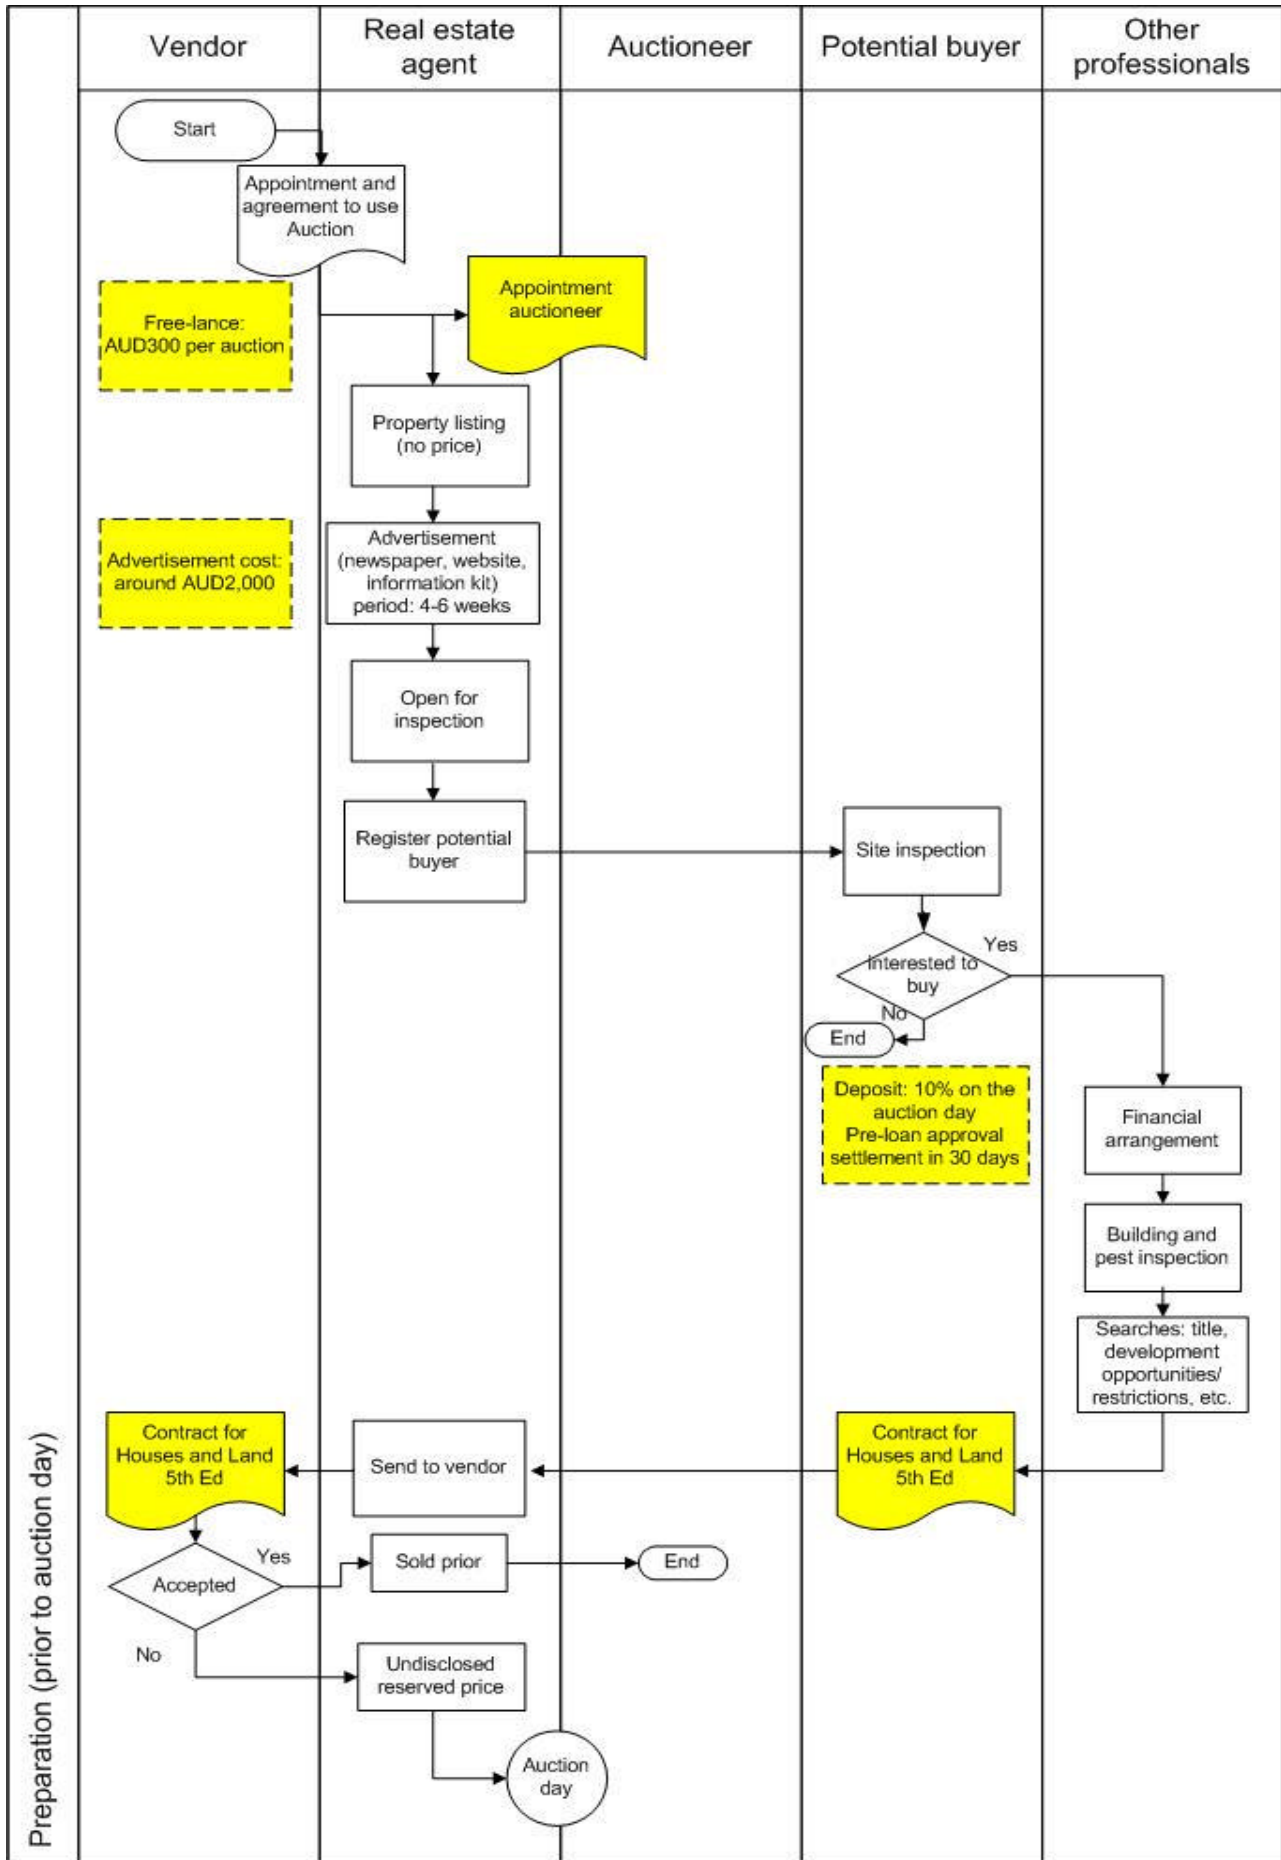 Vendor
Real estate
agent
Auctioneer
Potential buyer
Other
professionals
Start
Appointment and
agreement to use
Auction
Appointment
auctioneer
Free-lance:
AUD300 per auction
Property listing
(no price)
Advertisement cost:
around AUD2,000
Advertisement
(newspaper, website,
information kit)
period: 4-6 weeks
Open for
inspection
Register potential
buyer
Site inspection
Interested to
buy
Yes
No
End
Deposit: 10% on the
auction day
Pre-loan approval
settlement in 30 days
Financial
arrangement
Building and
pest inspection
Searches: title,
development
opportunities/
restrictions, etc.
Contract for
Houses and Land
5th Ed
Send to vendor
Contract for
Houses and Land
5th Ed
Accepted
Yes
Sold prior
End
No
Undisclosed
reserved price
Auction
day
Preparation (prior to auction day)